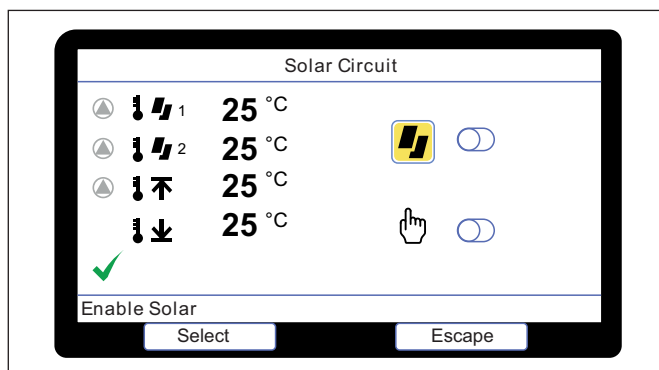 Solar Circuit
1 25 °C
2 25 °C
25 °C
25 °C
Enable Solar
Select Escape